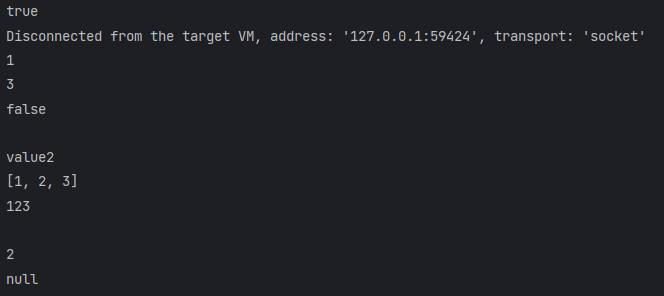 true
Disconnected from the target VM, address: '127.0.0.1:59424', transport: 'socket'
1
3
false
value2
[1, 2, 3]
123
2
null